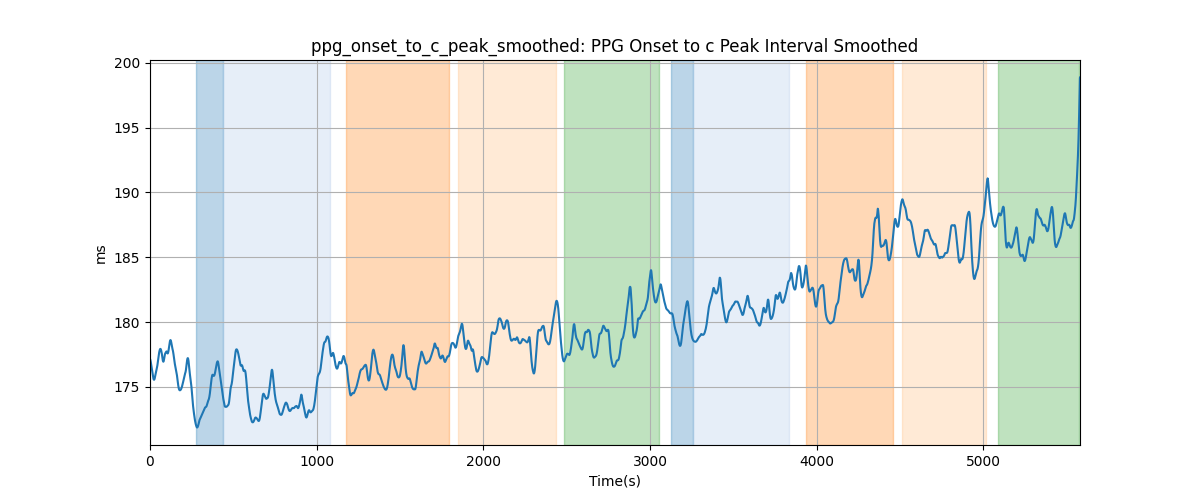 ppg_onset_to_c_peak_smoothed: PPG Onset to c Peak Interval Smoothed
200
195
190
185
180
175
ms
0 1000 2000 3000 4000 5000
Time(s)